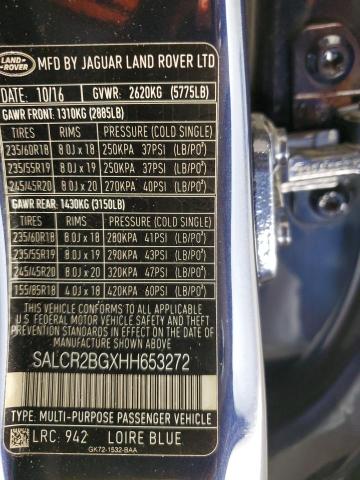 LAND ROVER
MFD BY JAGUAR LAND ROVER LTD
DATE: 10/16 GVWR: 2620KG (5775LB)
GAWR FRONT: 1310KG (2885LB)
TIRES RIMS PRESSURE (COLD SINGLE)
235/60R18 8.0J x 18 250KPA 37PSI (LB/PO²)
235/55R19 8.0J x 19 250KPA 37PSI (LB/PO²)
245/45R20 8.0J x 20 270KPA 40PSI (LB/PO²)
GAWR REAR: 1430KG (3150LB)
TIRES RIMS PRESSURE (COLD SINGLE)
235/60R18 8.0J x 18 280KPA 41PSI (LB/PO²)
235/55R19 8.0J x 19 290KPA 43PSI (LB/PO²)
245/45R20 8.0J x 20 320KPA 47PSI (LB/PO²)
155/85R18 4.0J x 18 420KPA 60PSI (LB/PO²)
THIS VEHICLE CONFORMS TO ALL APPLICABLE
U.S. FEDERAL MOTOR VEHICLE SAFETY STANDARDS
IN EFFECT ON THE DATE OF
MANUFACTURE SHOWN ABOVE.
SALCR2BGXHH653272
TYPE: MULTI-PURPOSE PASSENGER VEHICLE
LRC: 942 LOIRE BLUE
GK72-1532-BAA